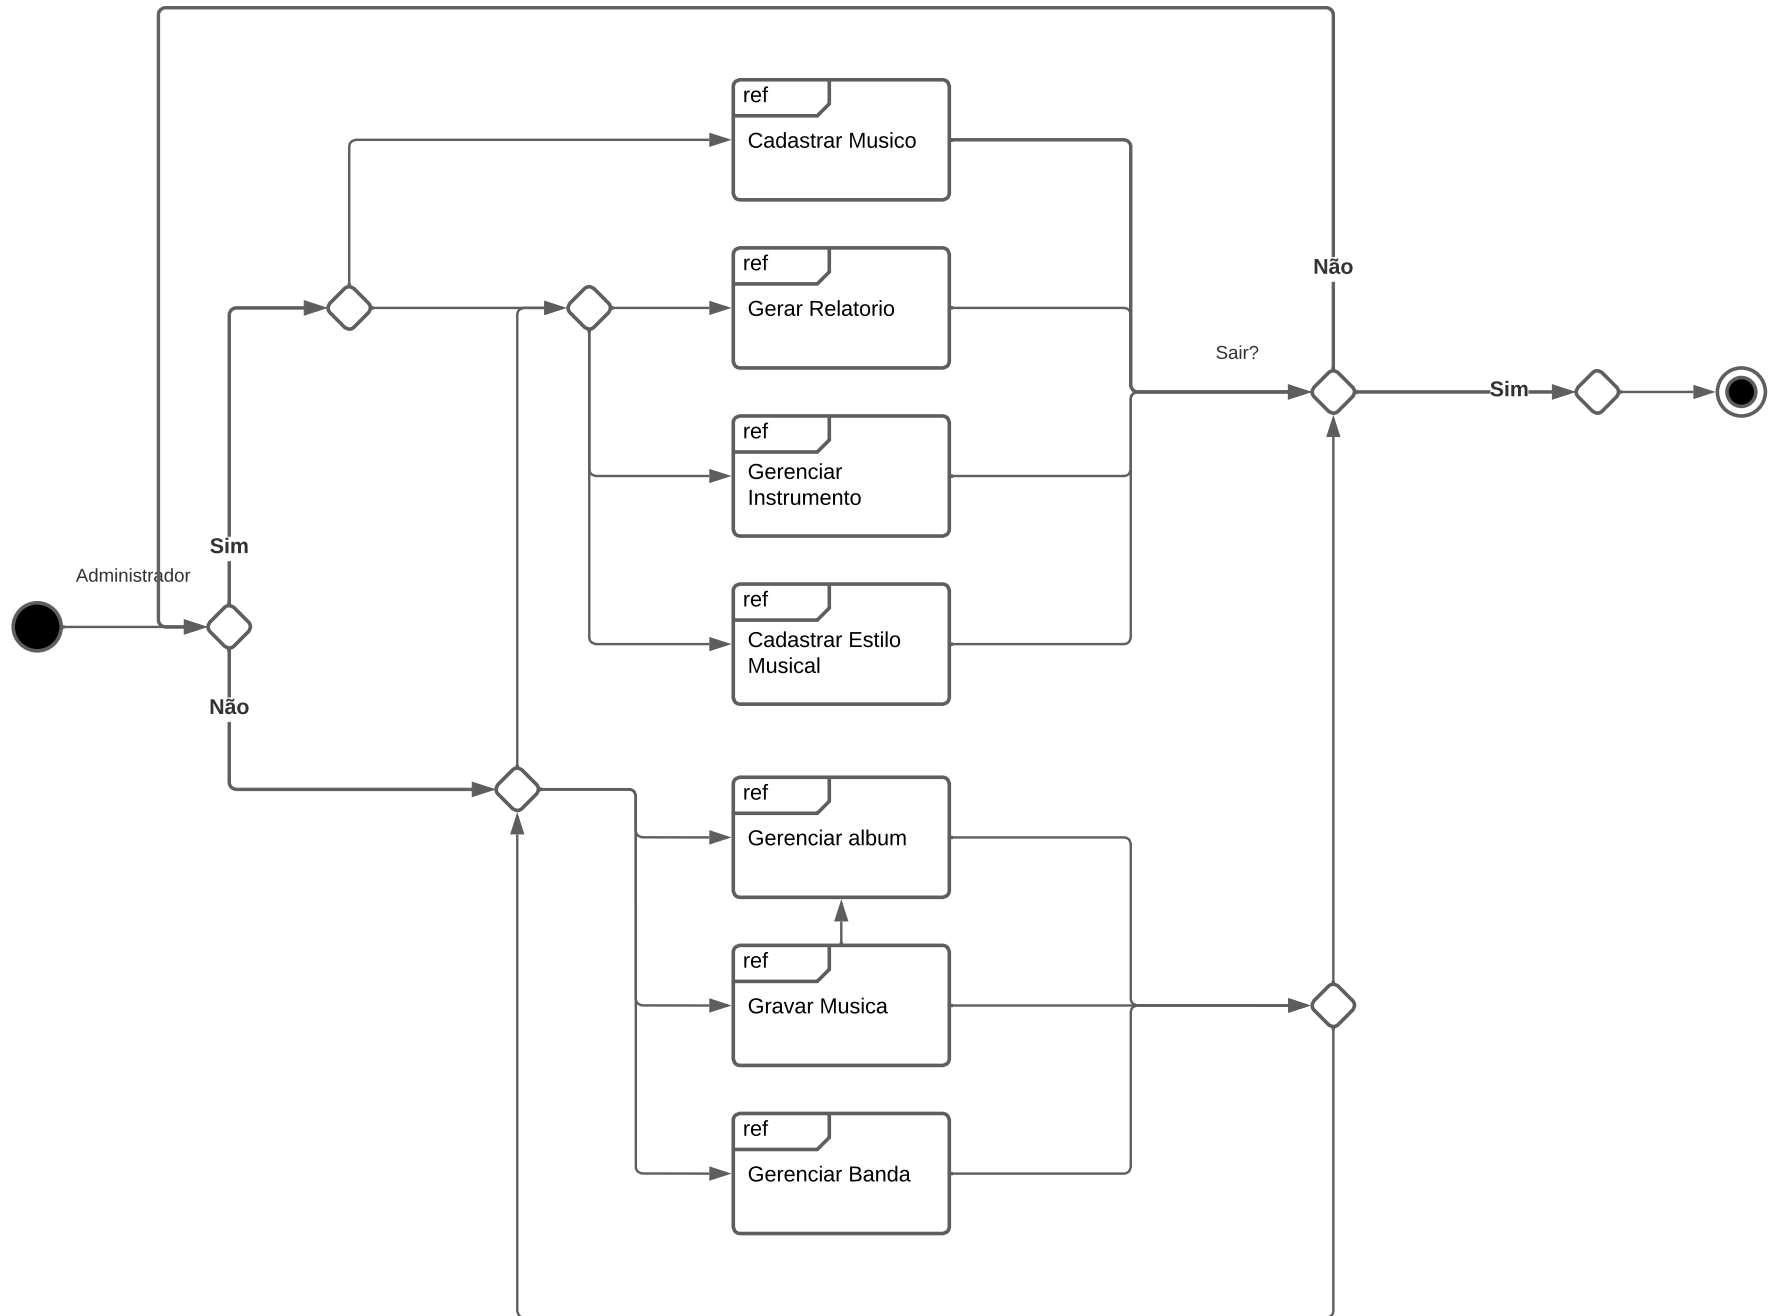 ref
Cadastrar Musico
ref
Gerar Relatorio
Não
Sair?
Sim
ref
Gerenciar
Instrumento
Sim
Administrador
ref
Cadastrar Estilo
Musical
Não
ref
Gerenciar album
ref
Gravar Musica
ref
Gerenciar Banda